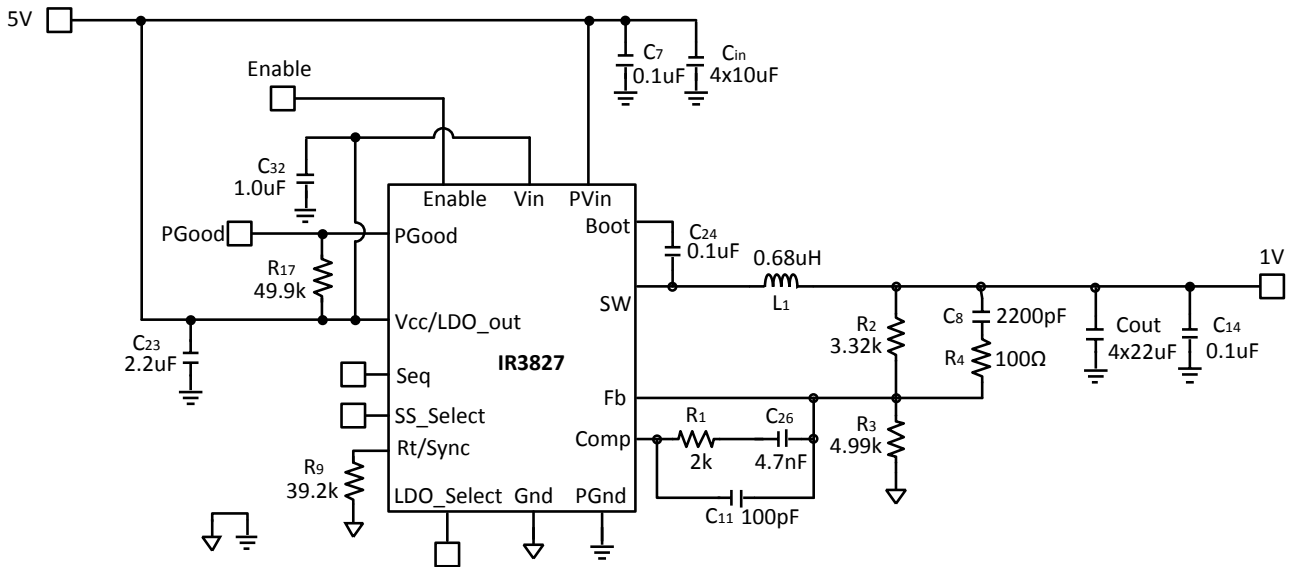 5V
C7
0.1uF
Cin
4x10uF
Enable
C32
1.0uF
Enable
Vin
PVin
Boot
PGood
PGood
C24
0.1uF
R17
49.9k
0.68uH
L1
1V
SW
Vcc/LDO_out
C23
2.2uF
IR3827
R2
3.32k
C8
2200pF
R4
100Ω
Cout
4x22uF
C14
0.1uF
Seq
Fb
SS_Select
Comp
R1
2k
C26
4.7nF
R3
4.99k
Rt/Sync
R9
39.2k
LDO_Select
Gnd
PGnd
C11
100pF